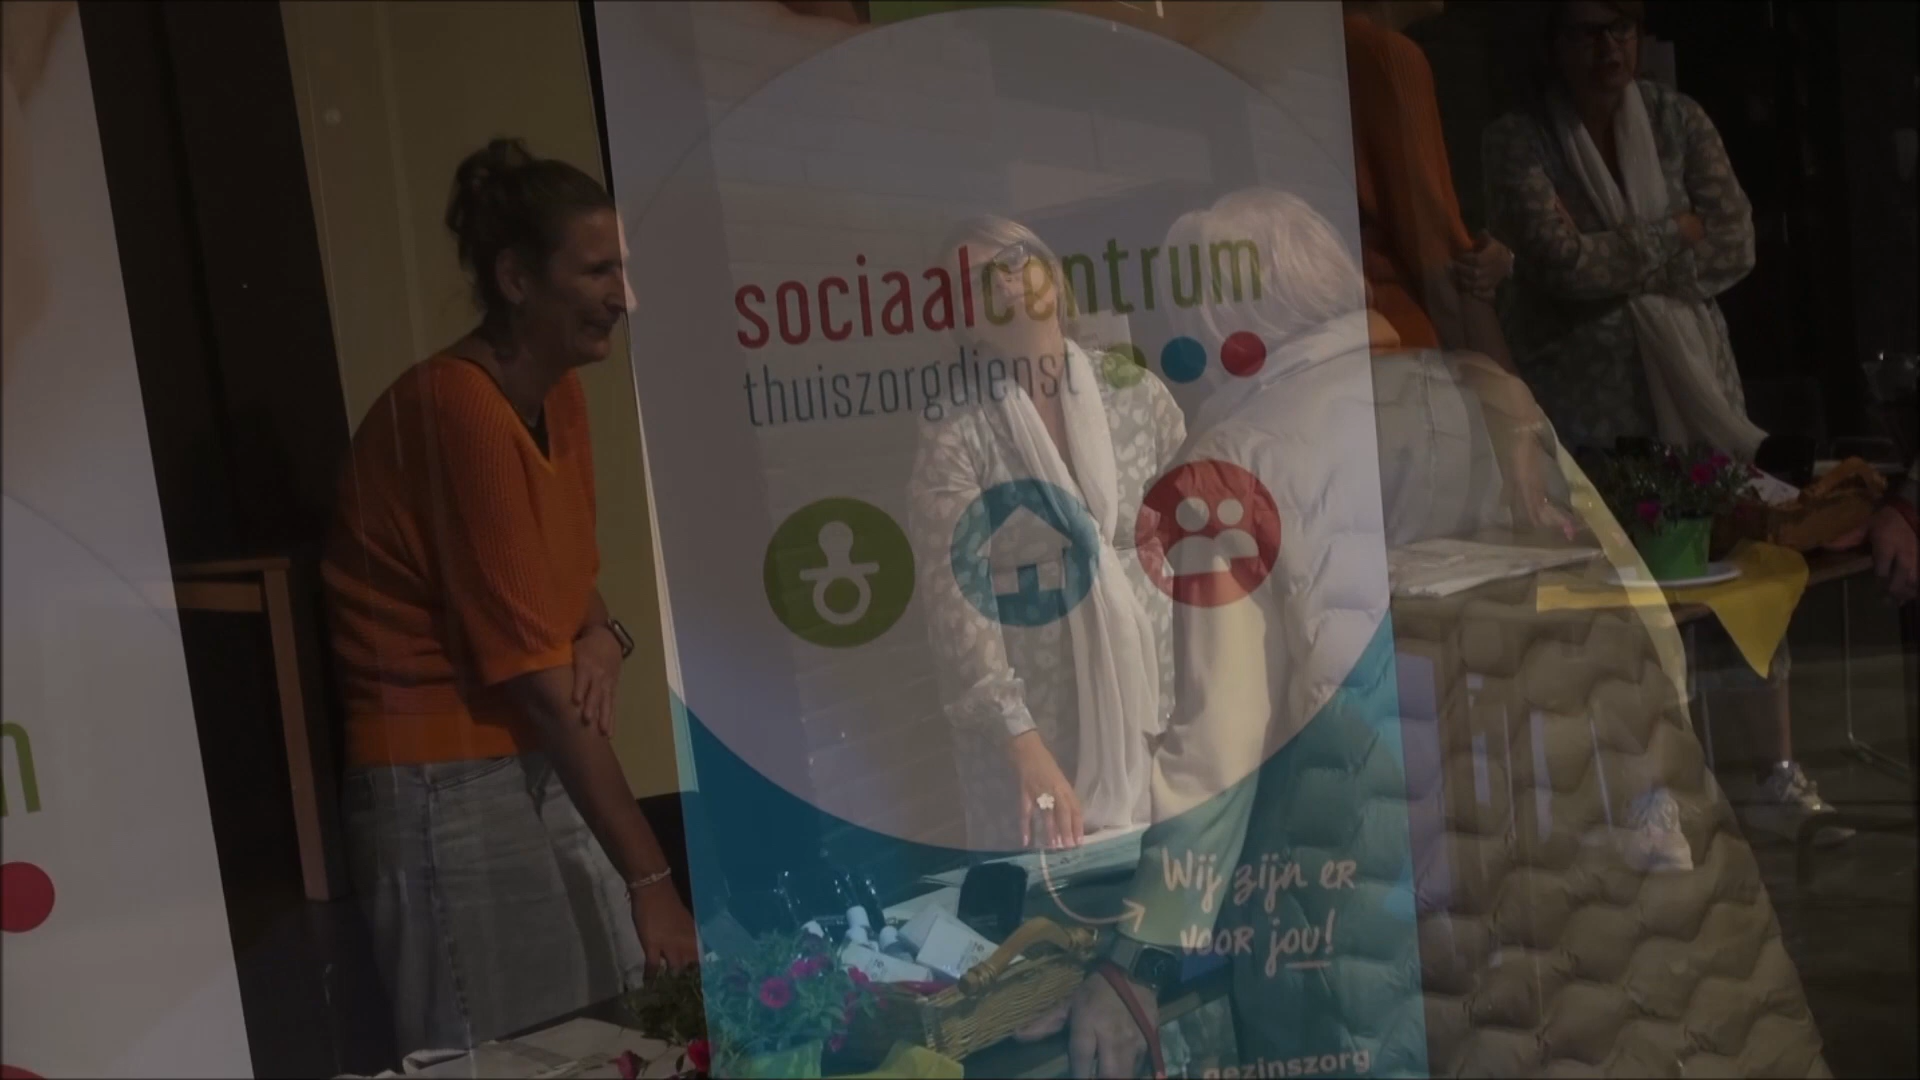 sociaalcentrum
thuiszorgdienst
Wij zijn er
voor jou!
gezinszorg
n